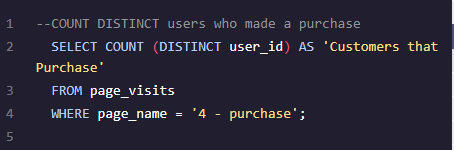 1 --COUNT DISTINCT users who made a purchase
2 SELECT COUNT (DISTINCT user_id) AS 'Customers that
Purchase'
3 FROM page_visits
4 WHERE page_name = '4 - purchase';
5